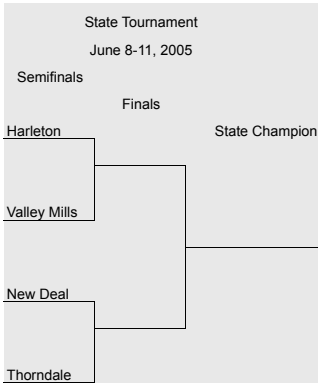 State Tournament
June 8-11, 2005
Semifinals
Finals
Harleton
State Champion
Valley Mills
New Deal
Thorndale